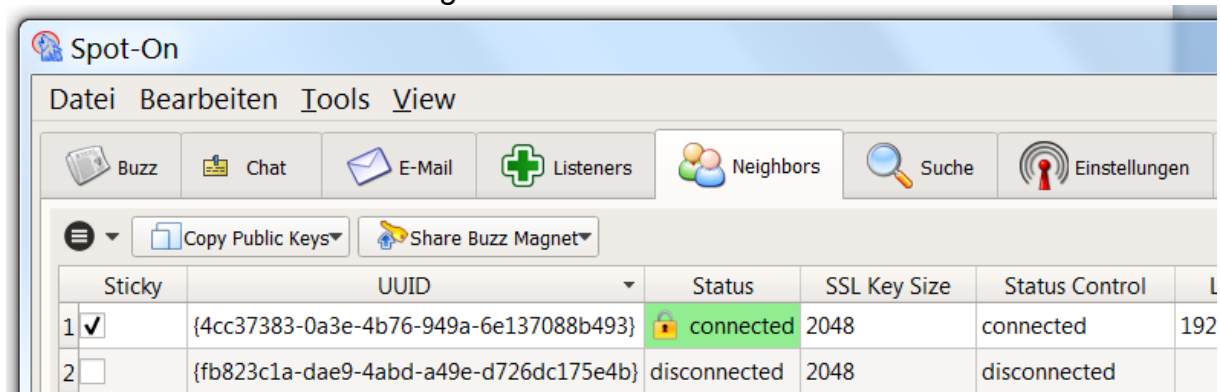 Spot-On
Datei Bearbeiten Tools View
Buzz Chat E-Mail Listeners Neighbors Suche Einstellungen
Copy Public Keys Share Buzz Magnet
Sticky UUID Status SSL Key Size Status Control L
1 {4cc37383-0a3e-4b76-949a-6e137088b493} connected 2048 connected 192
2 {fb823c1a-dae9-4abd-a49e-d726dc175e4b} disconnected 2048 disconnected